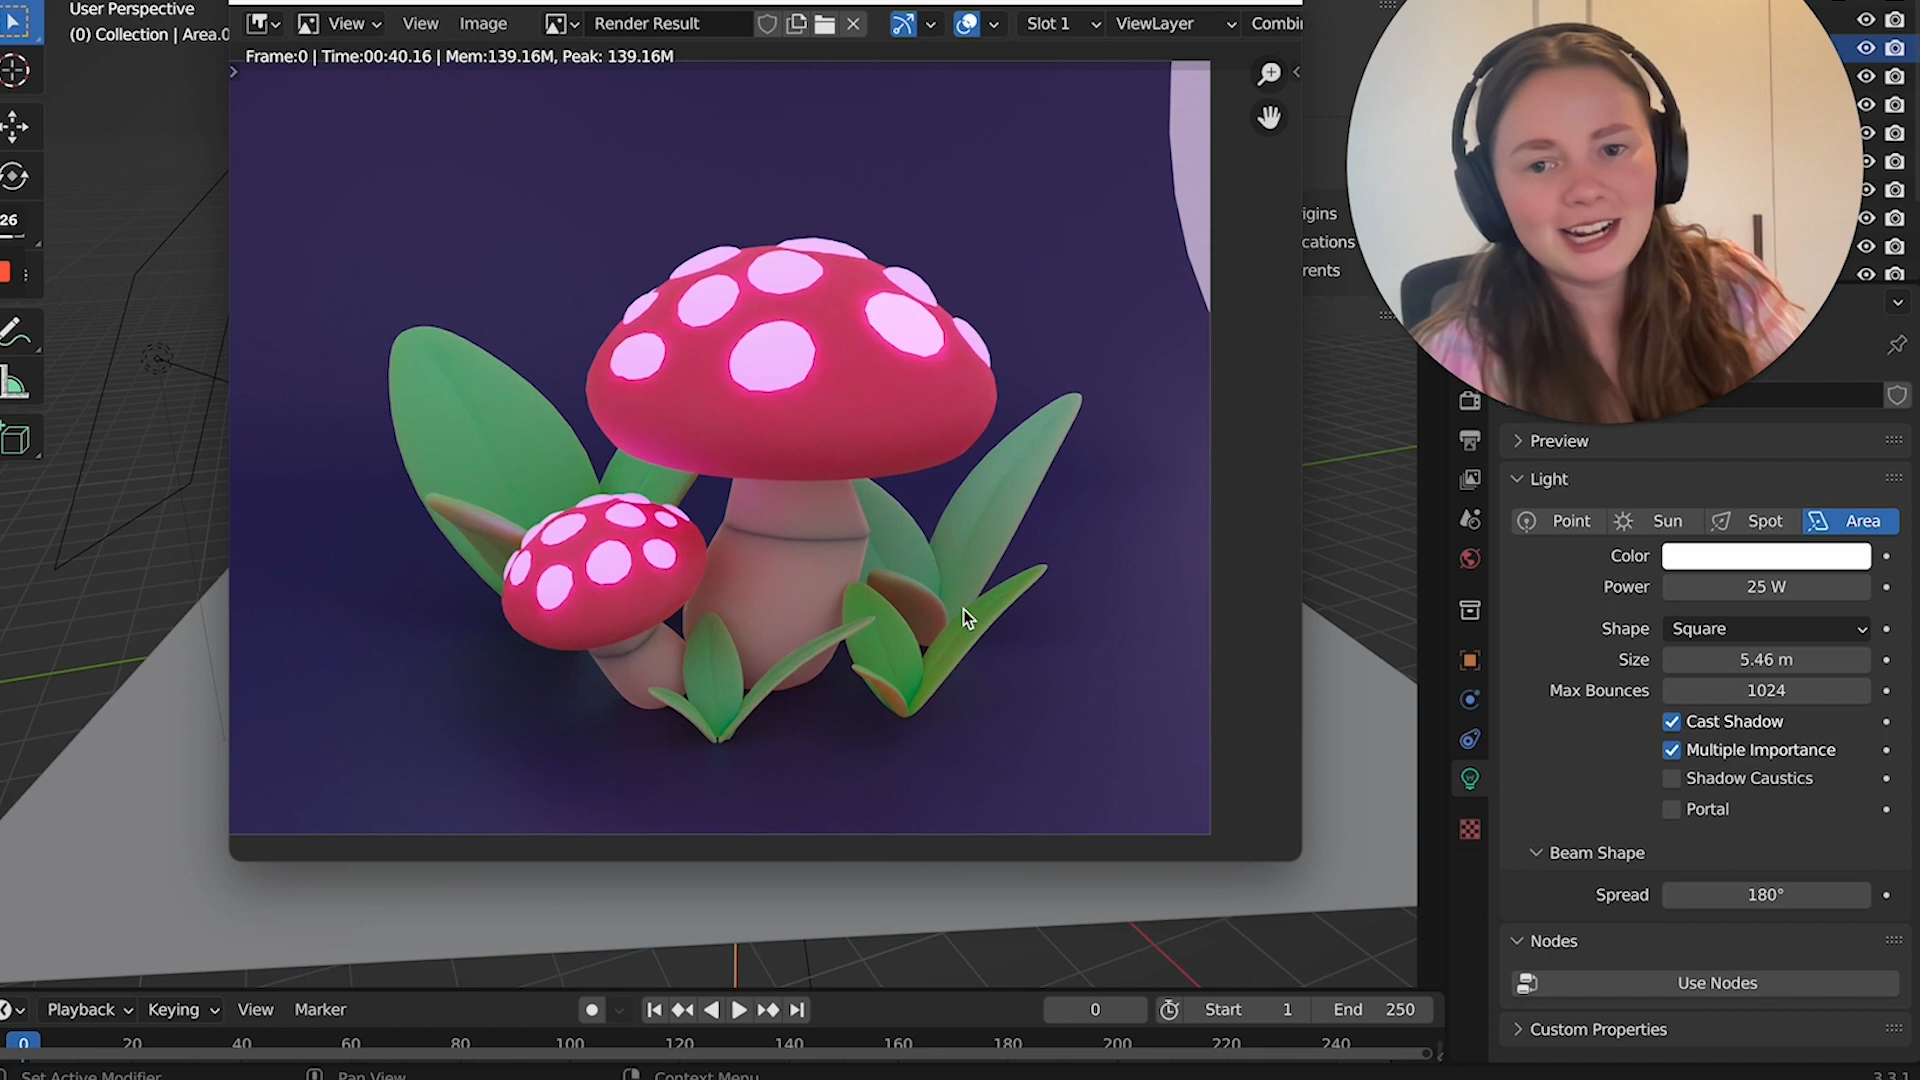 User Perspective
(0) Collection | Area.0
View
View
Image
Render Result
Slot 1
ViewLayer
Combi
Frame:0 | Time:00:40.16 | Mem:139.16M, Peak: 139.16M
26
igins
cations
rents
Preview
Light
Point
Sun
Spot
Area
Color
Power
25 W
Shape
Square
Size
5.46 m
Max Bounces
1024
Cast Shadow
Multiple Importance
Shadow Caustics
Portal
Beam Shape
Spread
180°
Nodes
Use Nodes
Custom Properties
Playback
Keying
View
Marker
0
Start
1
End
250
0
20
40
60
80
100
120
140
160
180
200
220
240
Set Active Modifier
Pan View
Context Menu
3.3.1